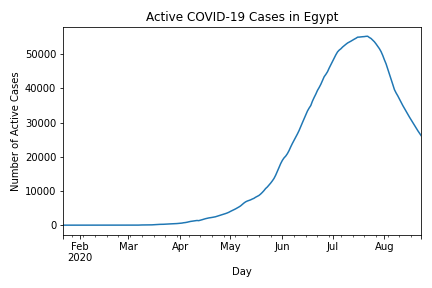 Active COVID-19 Cases in Egypt
Number of Active Cases
50000
40000
30000
20000
10000
0
Feb Mar Apr May Jun Jul Aug
2020
Day